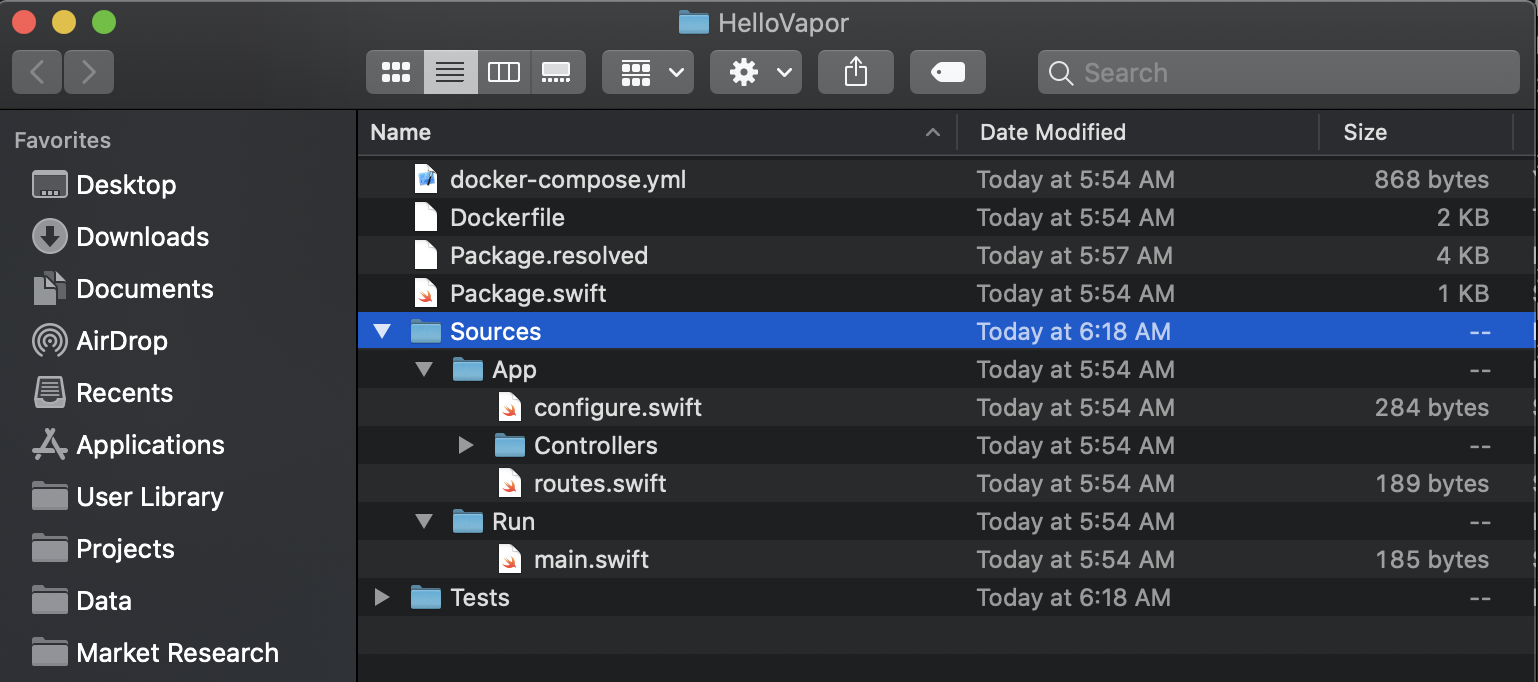 HelloVapor
Search
Favorites
Desktop
Downloads
Documents
AirDrop
Recents
Applications
User Library
Projects
Data
Market Research
Name Date Modified Size
docker-compose.yml Today at 5:54 AM 868 bytes
Dockerfile Today at 5:54 AM 2 KB
Package.resolved Today at 5:57 AM 4 KB
Package.swift Today at 5:54 AM 1 KB
Sources Today at 6:18 AM --
App Today at 5:54 AM --
configure.swift Today at 5:54 AM 284 bytes
Controllers Today at 5:54 AM --
routes.swift Today at 5:54 AM 189 bytes
Run Today at 5:54 AM --
main.swift Today at 5:54 AM 185 bytes
Tests Today at 6:18 AM --